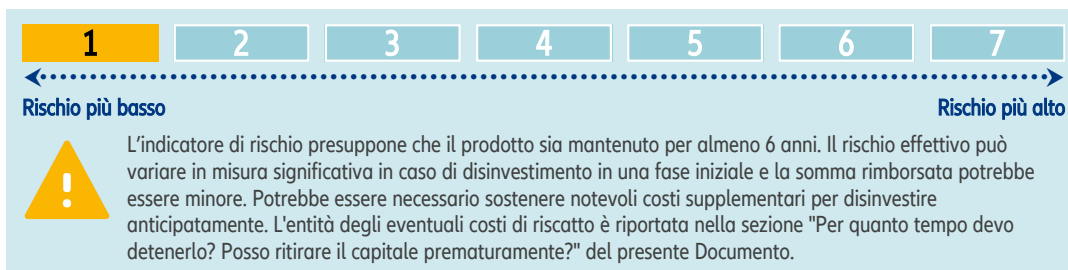 1 2 3 4 5 6 7
Rischio più basso Rischio più alto
L'indicatore di rischio presuppone che il prodotto sia mantenuto per almeno 6 anni. Il rischio effettivo può
variare in misura significativa in caso di disinvestimento in una fase iniziale e la somma rimborsata potrebbe
essere minore. Potrebbe essere necessario sostenere notevoli costi supplementari per disinvestire
anticipatamente. L'entità degli eventuali costi di riscatto è riportata nella sezione "Per quanto tempo devo
detenerlo? Posso ritirare il capitale prematuramente?" del presente Documento.